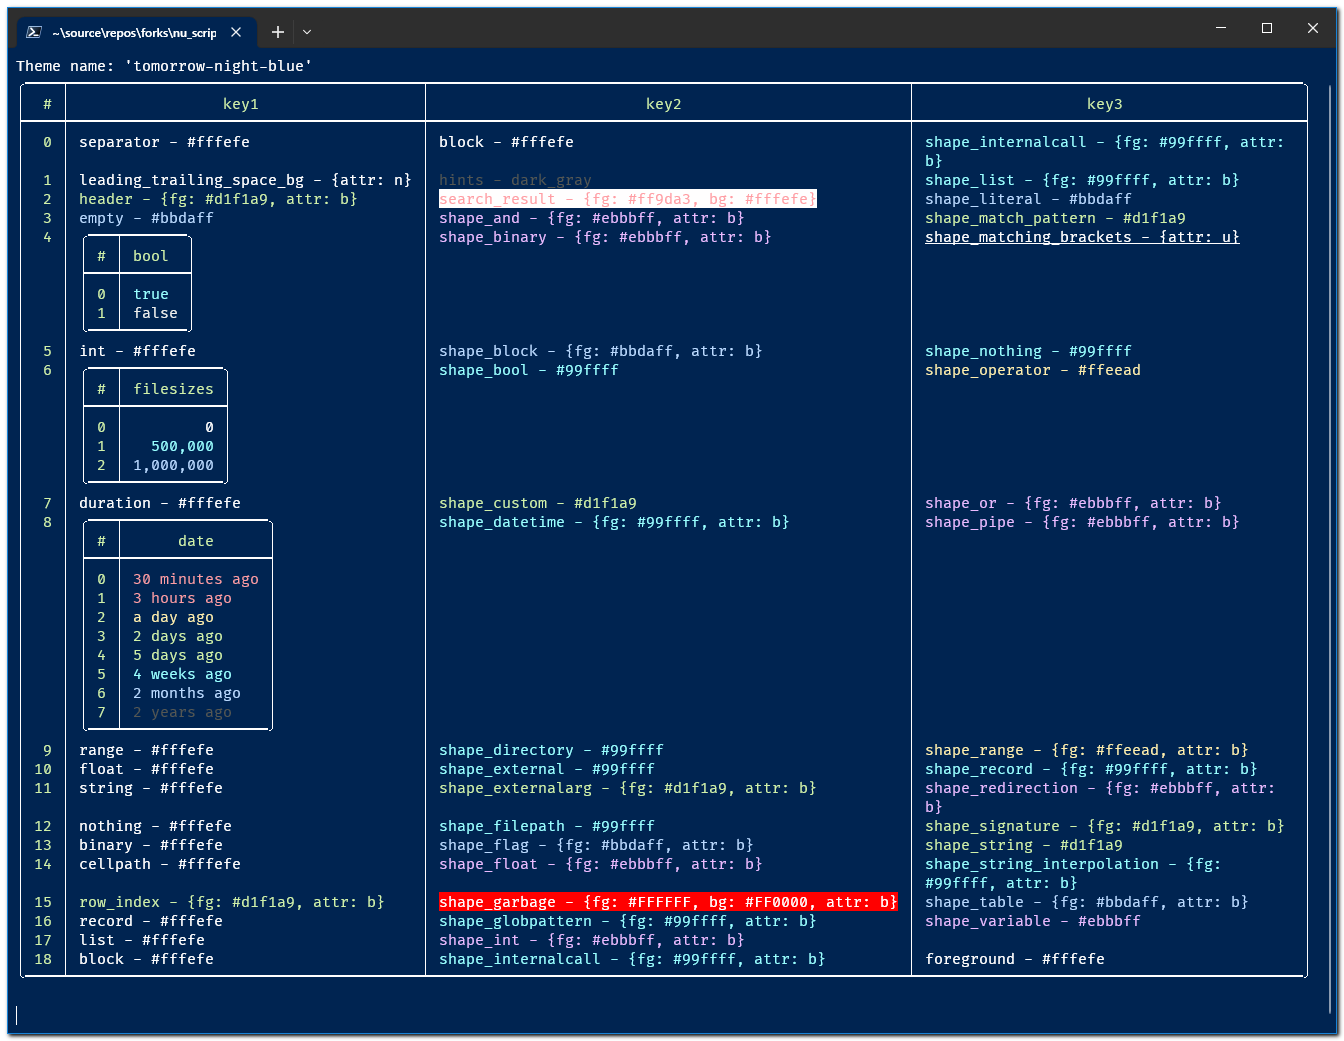 ~\source\repos\forks\nu_scrip
Theme name: 'tomorrow-night-blue'
# key1 key2 key3
0 separator - #fffefe block - #fffefe shape_internalcall - {fg: #99ffff, attr:
b}
1 leading_trailing_space_bg - {attr: n} hints - dark_gray shape_list - {fg: #99ffff, attr: b}
2 header - {fg: #d1f1a9, attr: b} search_result - {fg: #ff9da3, bg: #fffefe} shape_literal - #bbdaff
3 empty - #bbdaff shape_and - {fg: #ebbbff, attr: b} shape_match_pattern - #d1f1a9
4 shape_binary - {fg: #ebbbff, attr: b} shape_matching_brackets - {attr: u}
# bool
0 true
1 false
5 int - #fffefe shape_block - {fg: #bbdaff, attr: b} shape_nothing - #99ffff
6 shape_bool - #99ffff shape_operator - #ffeead
# filesizes
0 0
1 500,000
2 1,000,000
7 duration - #fffefe shape_custom - #d1f1a9 shape_or - {fg: #ebbbff, attr: b}
8 shape_datetime - {fg: #99ffff, attr: b} shape_pipe - {fg: #ebbbff, attr: b}
# date
0 30 minutes ago
1 3 hours ago
2 a day ago
3 2 days ago
4 5 days ago
5 4 weeks ago
6 2 months ago
7 2 years ago
9 range - #fffefe shape_directory - #99ffff shape_range - {fg: #ffeead, attr: b}
10 float - #fffefe shape_external - #99ffff shape_record - {fg: #99ffff, attr: b}
11 string - #fffefe shape_externalarg - {fg: #d1f1a9, attr: b} shape_redirection - {fg: #ebbbff, attr:
b}
12 nothing - #fffefe shape_filepath - #99ffff shape_signature - {fg: #d1f1a9, attr: b}
13 binary - #fffefe shape_flag - {fg: #bbdaff, attr: b} shape_string - #d1f1a9
14 cellpath - #fffefe shape_float - {fg: #ebbbff, attr: b} shape_string_interpolation - {fg:
#99ffff, attr: b}
15 row_index - {fg: #d1f1a9, attr: b} shape_garbage - {fg: #FFFFFF, bg: #FF0000, attr: b} shape_table - {fg: #bbdaff, attr: b}
16 record - #fffefe shape_globpattern - {fg: #99ffff, attr: b} shape_variable - #ebbbff
17 list - #fffefe shape_int - {fg: #ebbbff, attr: b}
18 block - #fffefe shape_internalcall - {fg: #99ffff, attr: b} foreground - #fffefe